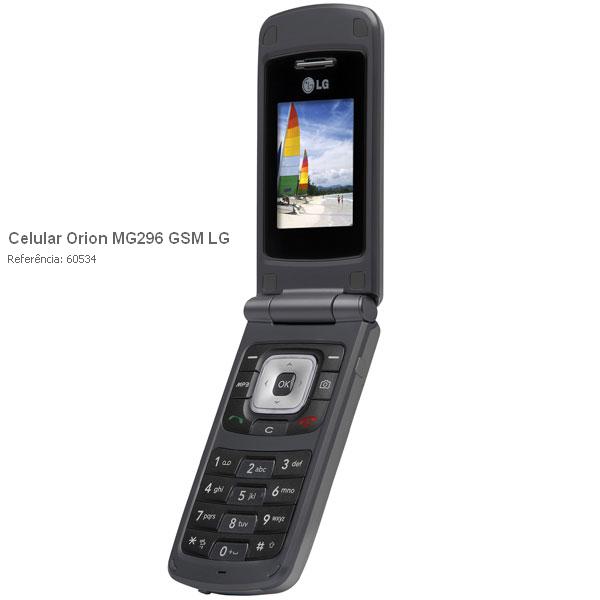 LG
Celular Orion MG296 GSM LG
Referência: 60534
MP3
OK
C
1
2 abc
3 def
4 ghi
5 jkl
6 mno
7 pqrs
8 tuv
9 wxyz
*
0 +
#